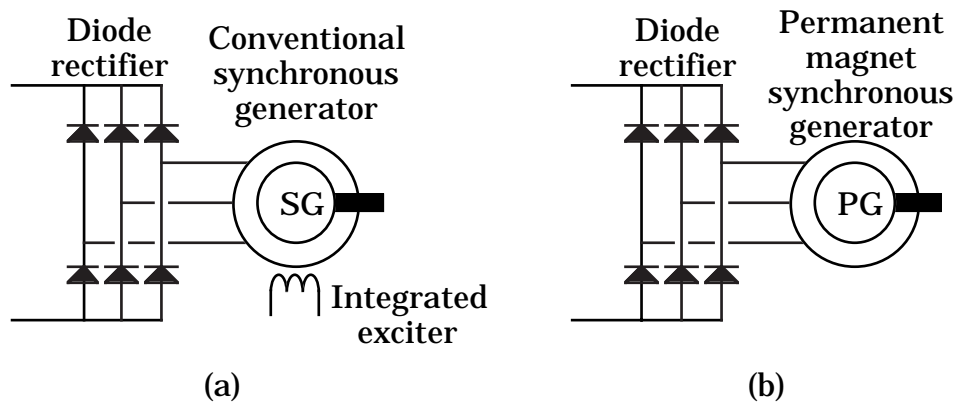 Diode
rectifier
Conventional
synchronous
generator
SG
Integrated
exciter
(a)
Diode
rectifier
Permanent
magnet
synchronous
generator
PG
(b)